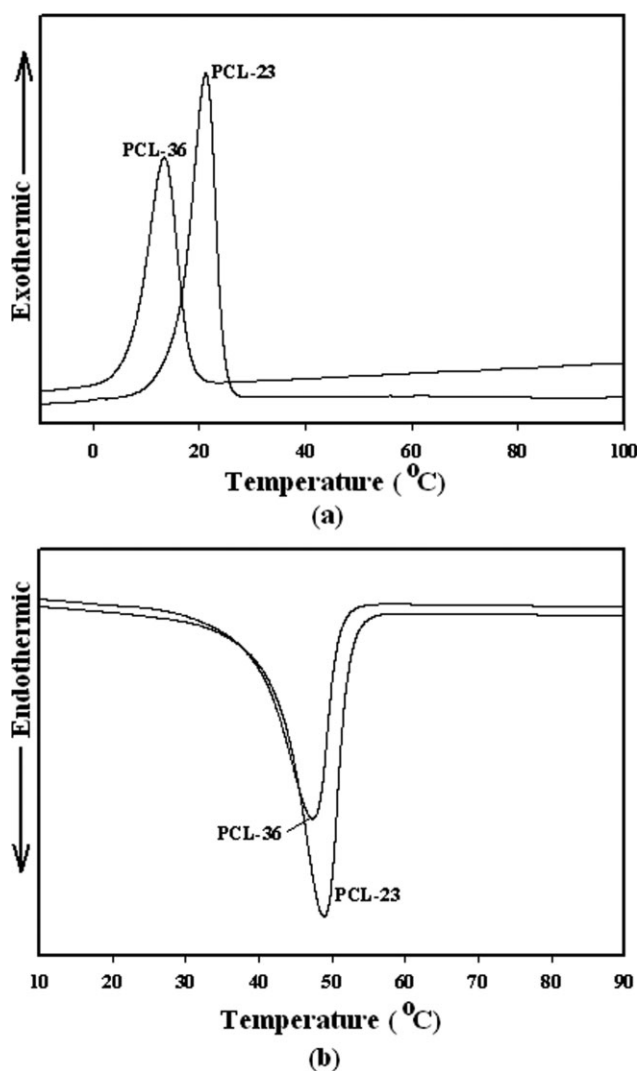 PCL-23
PCL-36
Exothermic
0 20 40 60 80 100
Temperature ( °C)
(a)
Endothermic
PCL-36
PCL-23
10 20 30 40 50 60 70 80 90
Temperature ( °C)
(b)